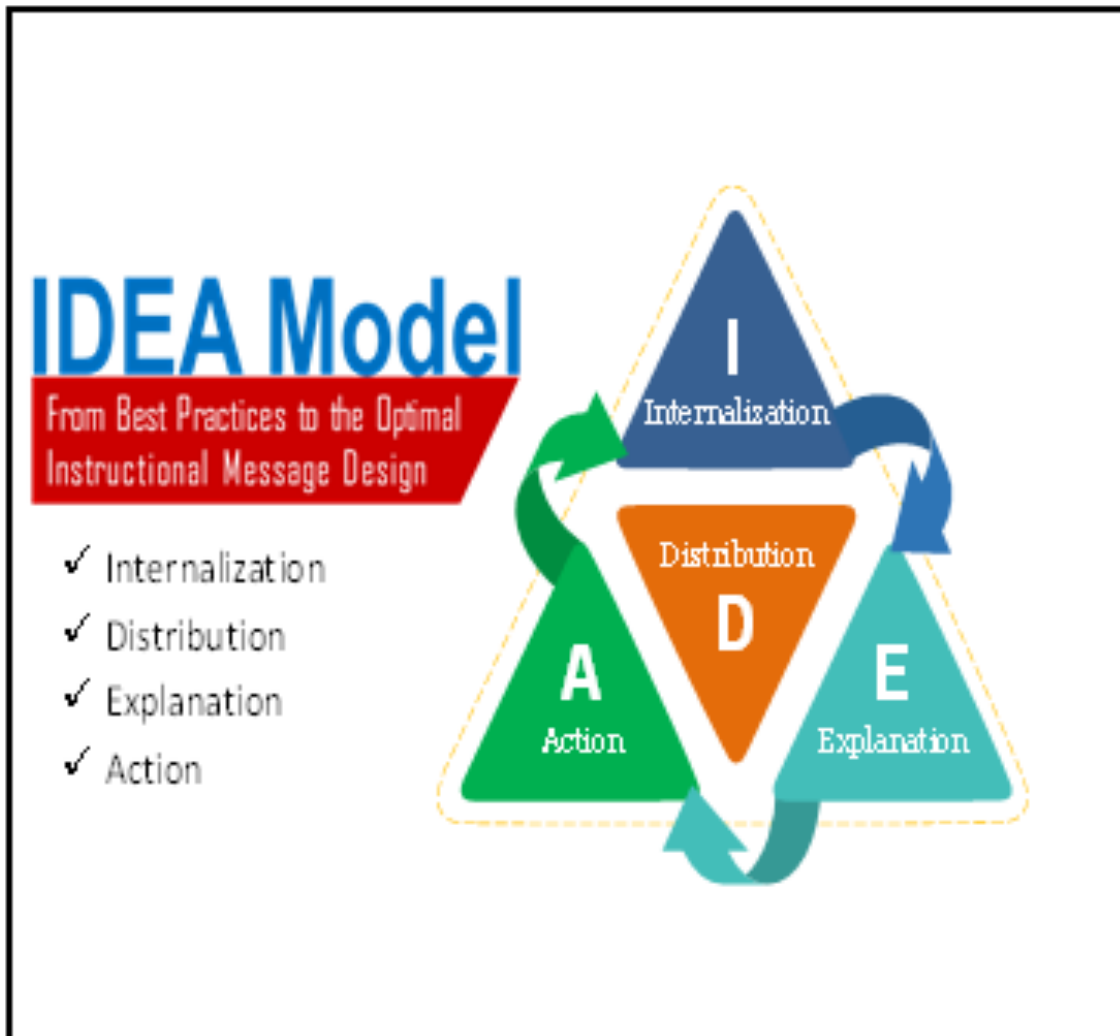 IDEA Model
From Best Practices to the Optimal
Instructional Message Design
✓ Internalization
✓ Distribution
✓ Explanation
✓ Action
I
Internalization
Distribution
D
A
Action
E
Explanation